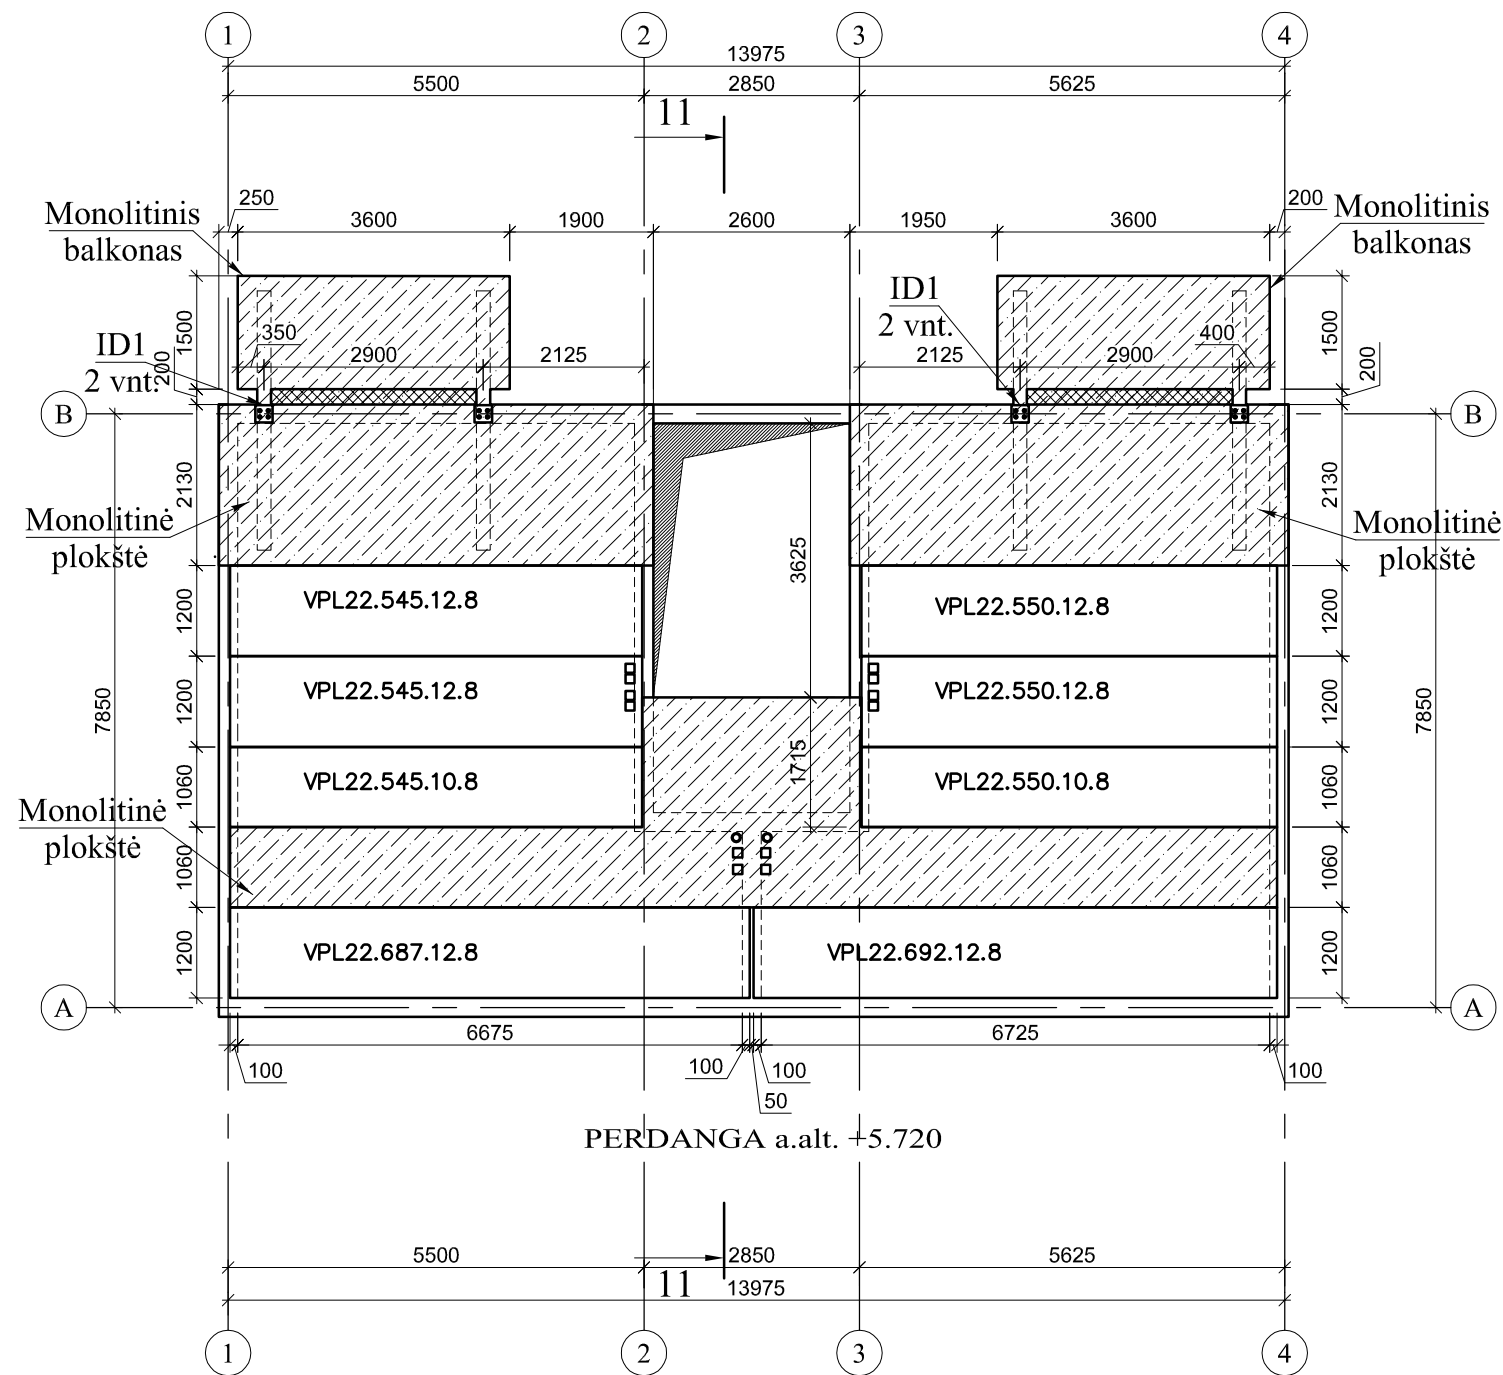 1
2
3
4
13975
5500
2850
5625
11
250
200
3600
1900
2600
1950
3600
Monolitinis
balkonas
Monolitinis
balkonas
ID1
2 vnt.
ID1
2 vnt.
1500
200
350
2900
2125
2125
2900
400
1500
200
B
B
2130
2130
Monolitinė
plokštė
Monolitinė
plokštė
3625
VPL22.545.12.8
VPL22.550.12.8
1200
1200
VPL22.545.12.8
VPL22.550.12.8
1200
1200
7850
7850
1715
VPL22.545.10.8
VPL22.550.10.8
1060
1060
Monolitinė
plokštė
1060
1060
VPL22.687.12.8
VPL22.692.12.8
1200
1200
A
A
6675
6725
100
100
100
100
50
PERDANGA a.alt. +5.720
5500
2850
5625
11
13975
1
2
3
4